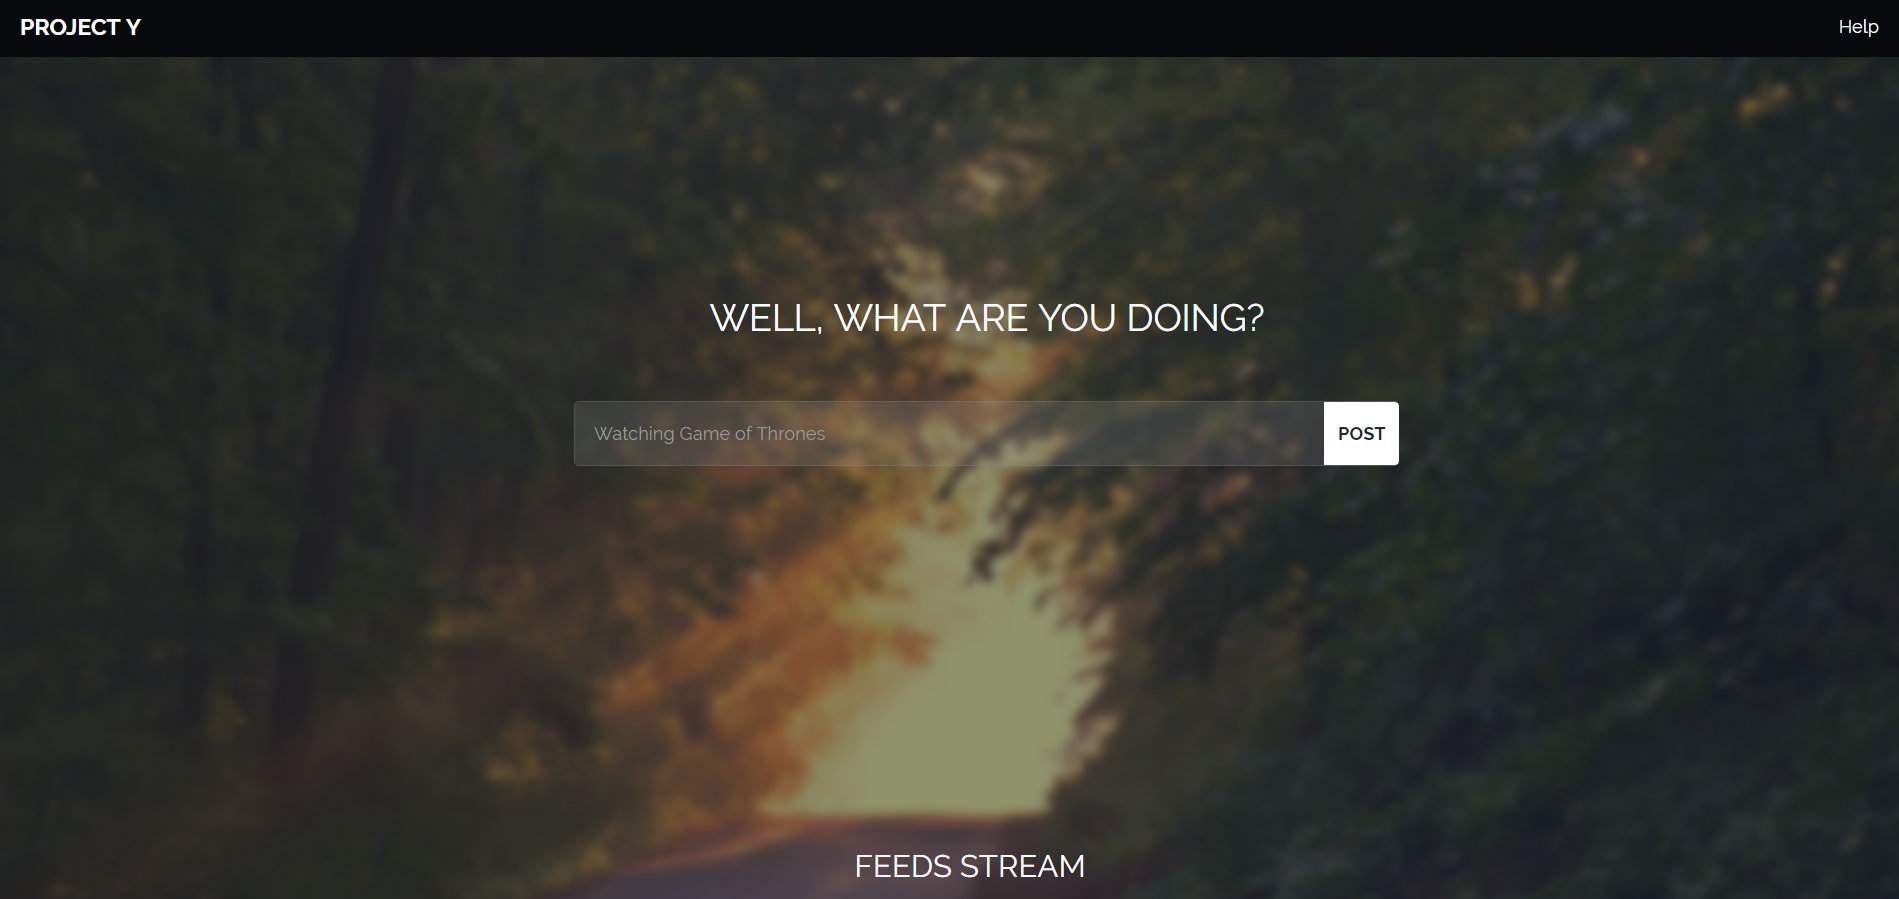 PROJECT Y
Help
WELL, WHAT ARE YOU DOING?
Watching Game of Thrones
POST
FEEDS STREAM